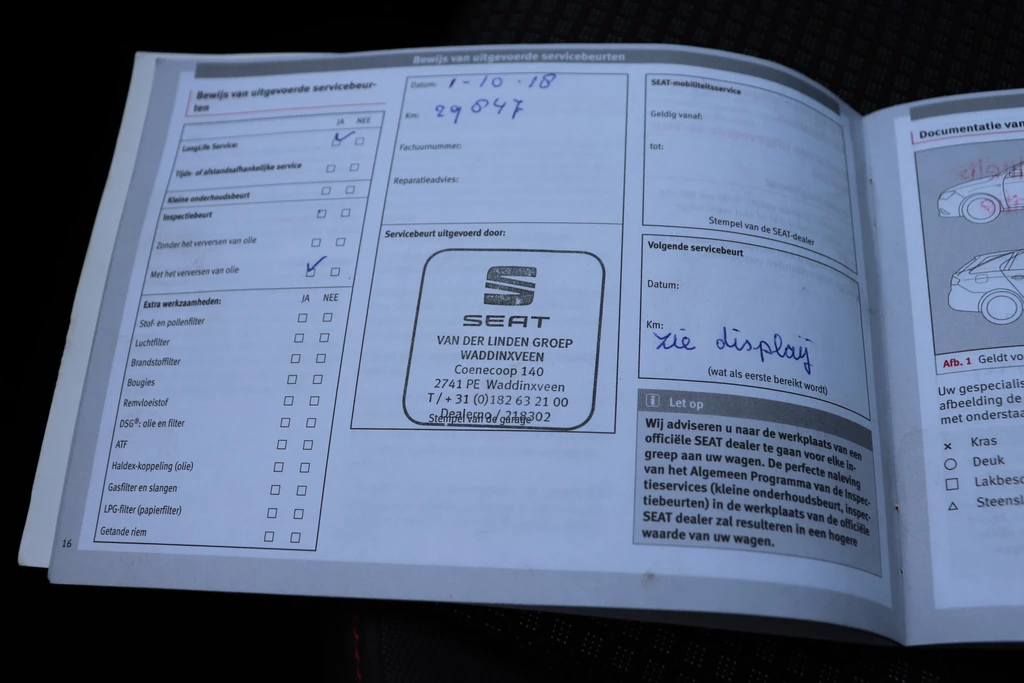 Bewijs van uitgevoerde servicebeurten
Bewijs van uitgevoerde servicebeur-
ten
JA NEE
LongLife Service:
Tijds- of afstandsafhankelijke service
Kleine onderhoudsbeurt
Inspectiebeurt
Zonder het verversen van olie
Met het verversen van olie
Extra werkzaamheden: JA NEE
Stof- en pollenfilter
Luchtfilter
Brandstoffilter
Bougies
Remvloeistof
DSG®: olie en filter
ATF
Haldex-koppeling (olie)
Gasfilter en slangen
LPG-filter (papierfilter)
Getande riem
16
Datum: 1-10-18
Km: 29847
Factuurnummer:
Reparatieadvies:
Servicebeurt uitgevoerd door:
SEAT
VAN DER LINDEN GROEP
WADDINXVEEN
Coenecoop 140
2741 PE Waddinxveen
T / + 31 (0)182 63 21 00
Dealerno / 218302
Stempel van de garage
SEAT-mobiliteitsservice
Geldig vanaf:
tot:
Stempel van de SEAT-dealer
Volgende servicebeurt
Datum:
Km: zie display
(wat als eerste bereikt wordt)
Let op
Wij adviseren u naar de werkplaats van een
officiële SEAT dealer te gaan voor elke in-
greep aan uw wagen. De perfecte naleving
van het Algemeen Programma van de Inspec-
tieservices (kleine onderhoudsbeurt, inspec-
tiebeurten) in de werkplaats van de officiële
SEAT dealer zal resulteren in een hogere
waarde van uw wagen.
Documentatie van
Afb. 1 Geldt vo
Uw gespecialis
afbeelding de
met onderstaa
Kras
Deuk
Lakbesc
Steensl